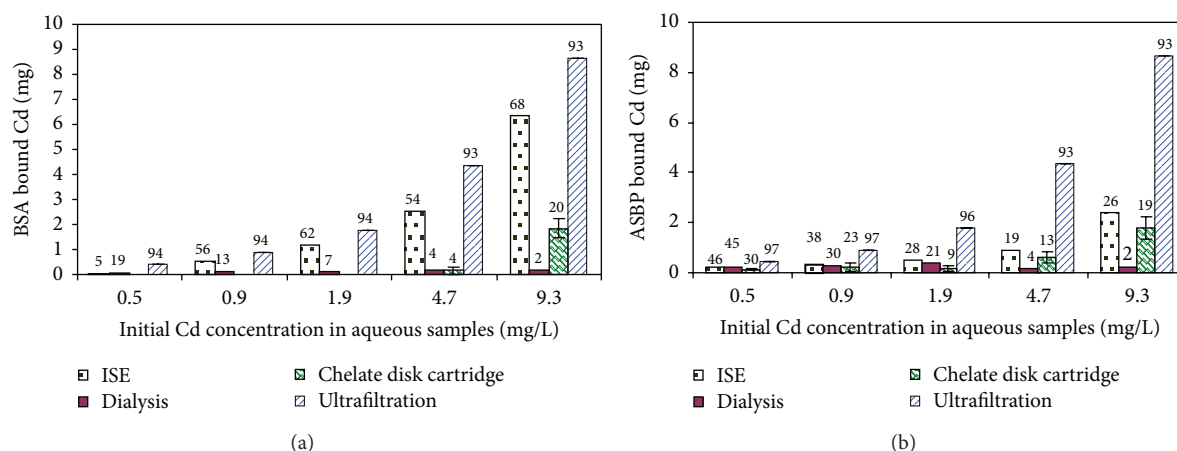 10
9
8
7
6
5
4
3
2
1
0
BSA bound Cd (mg)
5 19 94
56 13 94
62 7 94
54 4 4 93
68 2 20 93
0.5 0.9 1.9 4.7 9.3
Initial Cd concentration in aqueous samples (mg/L)
ISE
Dialysis
Chelate disk cartridge
Ultrafiltration
(a)
10
8
6
4
2
0
ASBP bound Cd (mg)
46 45 30 97
38 30 23 97
28 21 9 96
19 4 13 93
26 2 19 93
0.5 0.9 1.9 4.7 9.3
Initial Cd concentration in aqueous samples (mg/L)
ISE
Dialysis
Chelate disk cartridge
Ultrafiltration
(b)